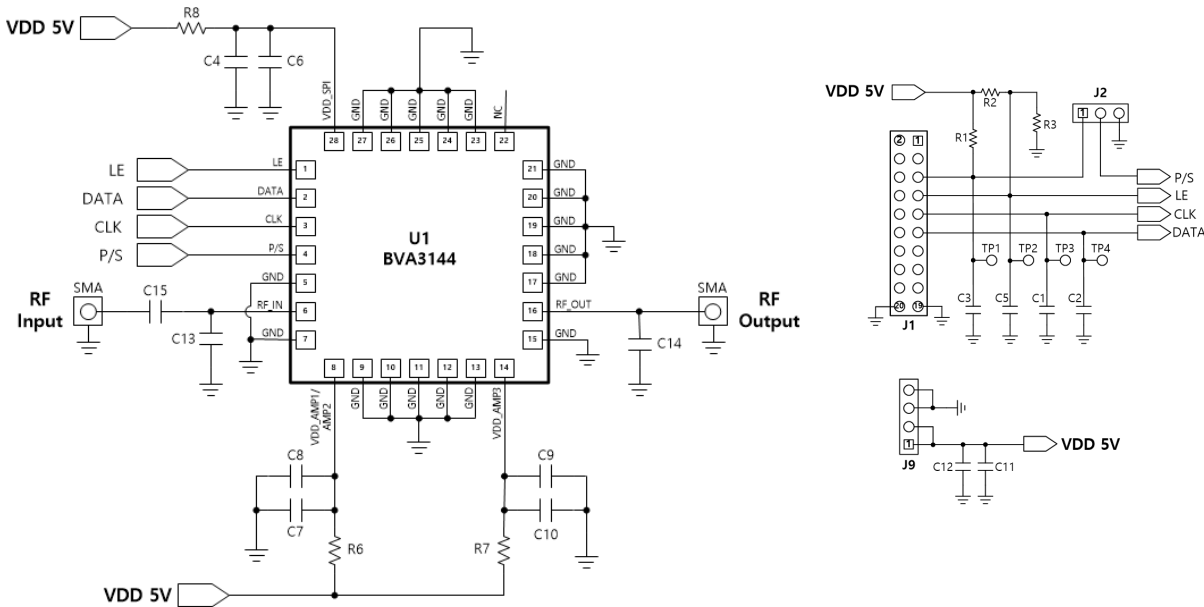 VDD 5V
R8
C4
C6
VDD_SPI
GND
GND
GND
GND
GND
NC
28
27
26
25
24
23
22
LE
DATA
CLK
P/S
LE
DATA
CLK
P/S
GND
RF_IN
GND
1
2
3
4
5
6
7
U1
BVA3144
21
20
19
18
17
16
15
GND
GND
GND
GND
GND
RF_OUT
GND
RF
Input
SMA
C15
C13
SMA
RF
Output
C14
8
9
10
11
12
13
14
VDD_AMP1/
AMP2
GND
GND
GND
GND
GND
VDD_AMP3
C8
C7
C9
C10
R6
R7
VDD 5V
VDD 5V
R2
R1
R3
J2
1
2 1
P/S
LE
CLK
DATA
TP1
TP2
TP3
TP4
C3
C5
C1
C2
20 19
J1
1
J9
C12
C11
VDD 5V